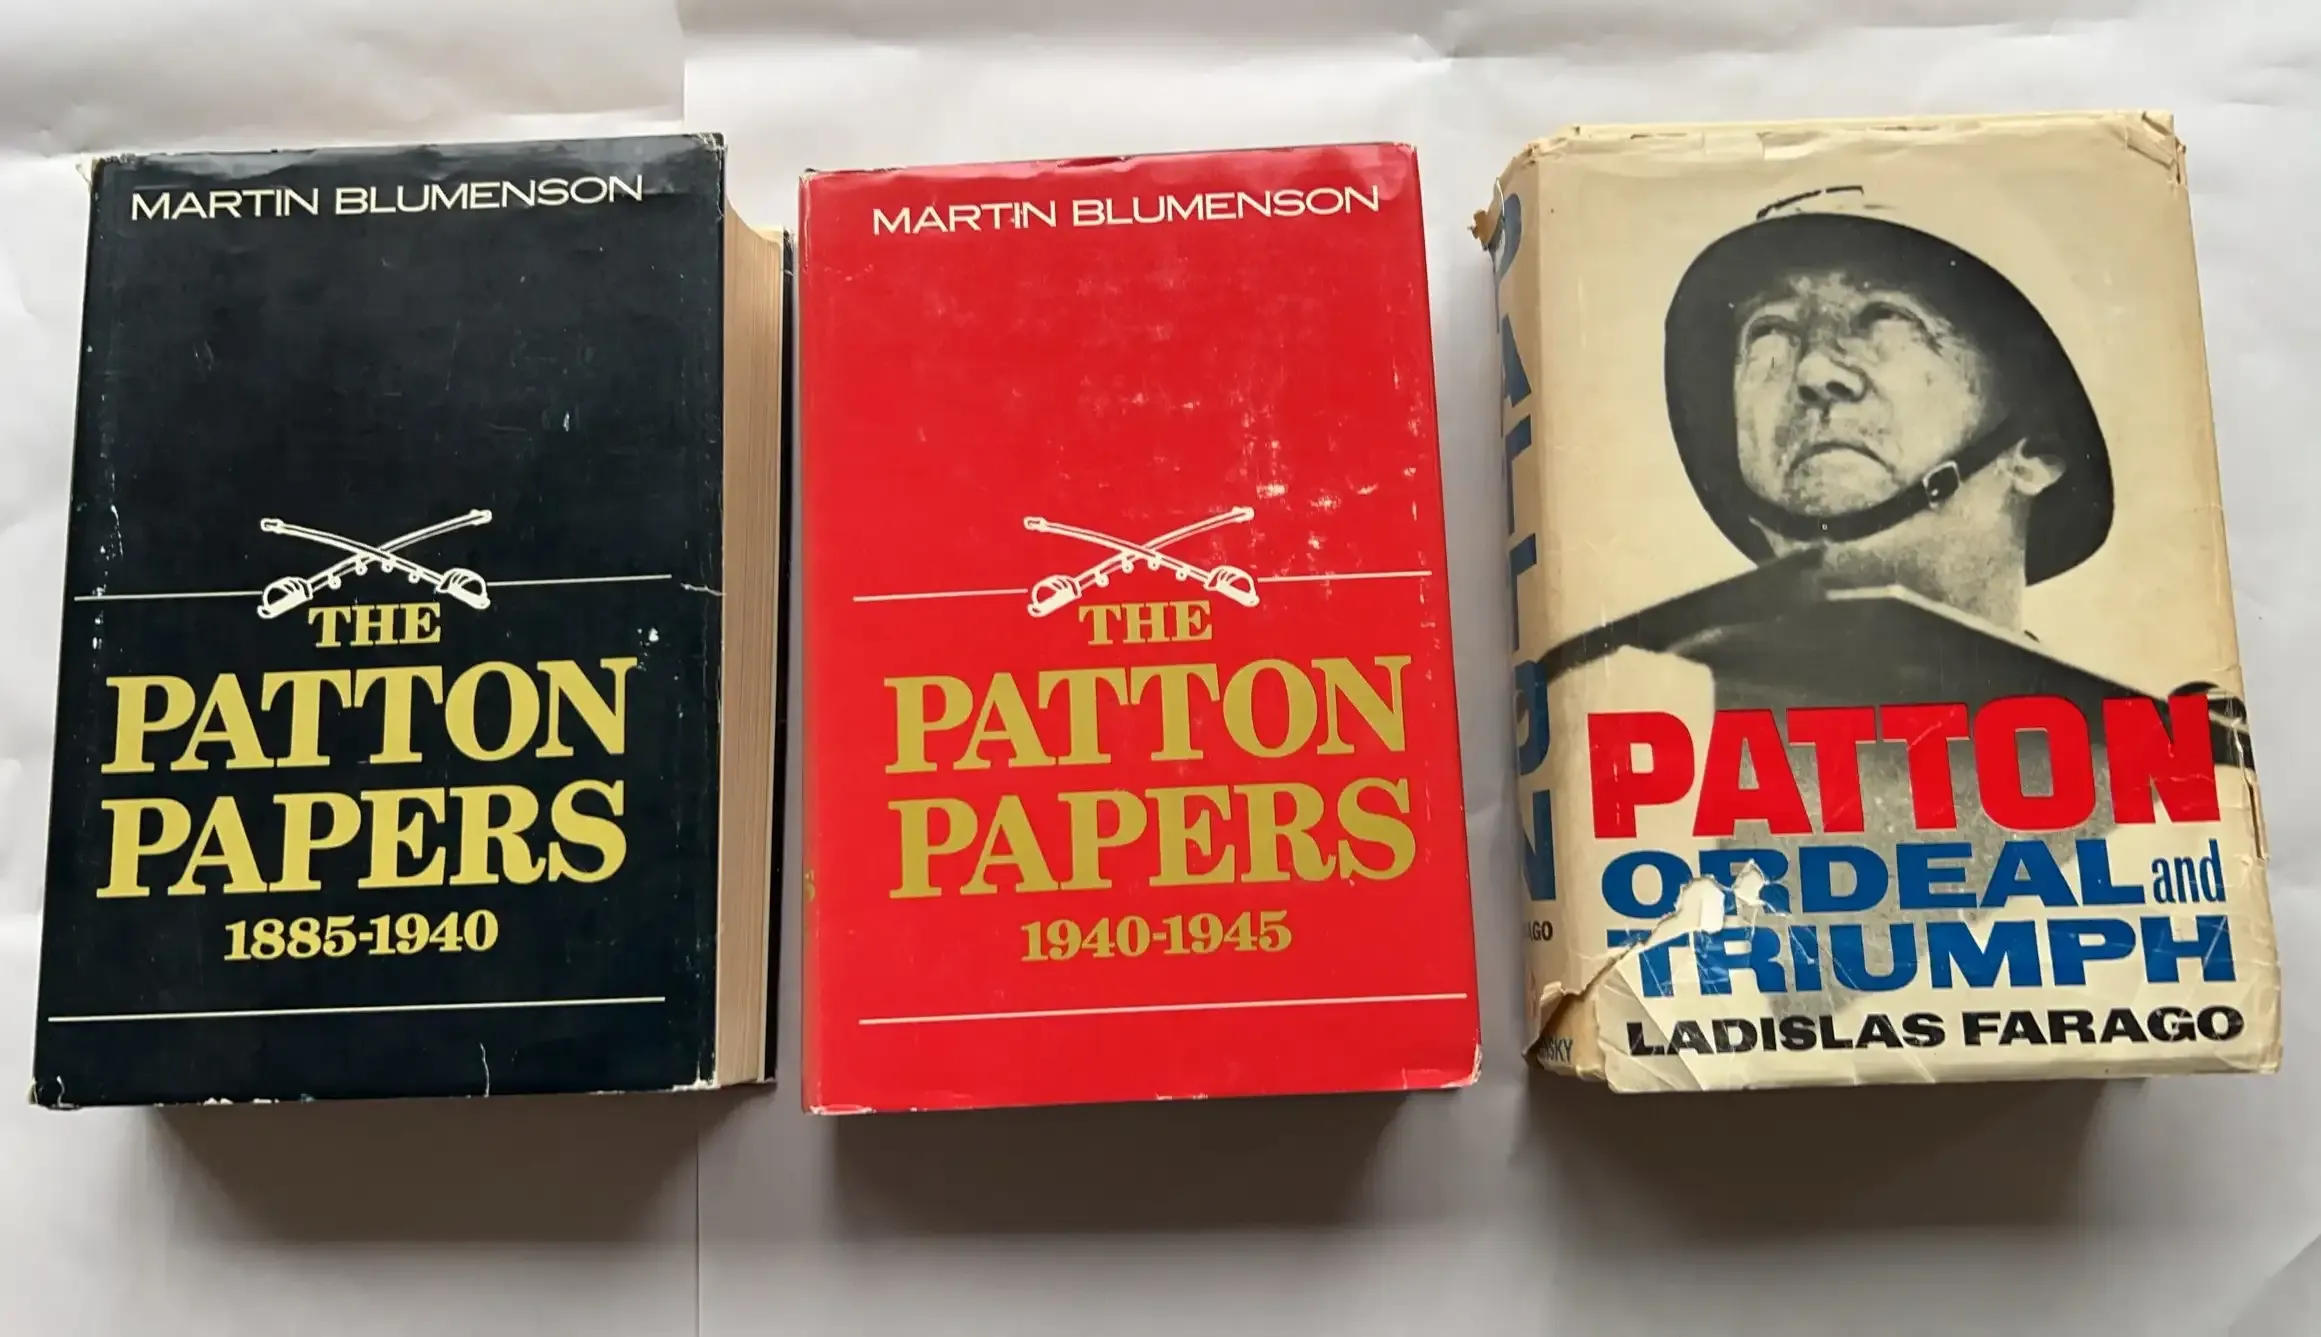 MARTIN BLUMENSON
THE
PATTON
PAPERS
1885-1940
MARTIN BLUMENSON
THE
PATTON
PAPERS
1940-1945
PATTON
PATTON
ORDEAL and
TRIUMPH
LADISLAS FARAGO